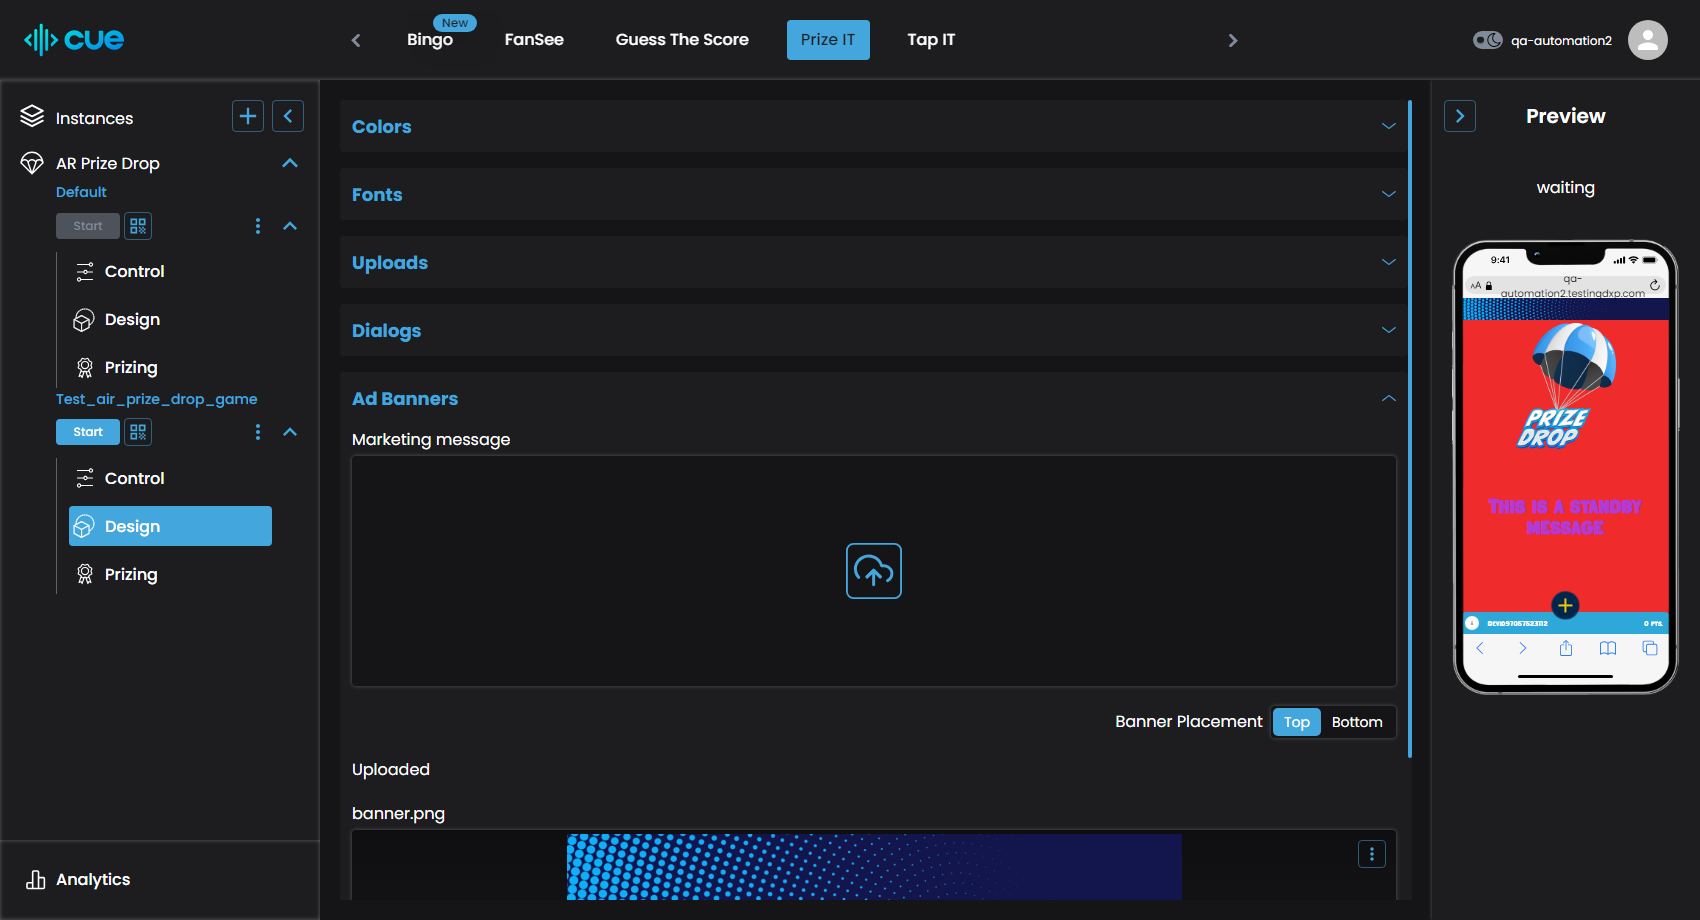 cue
Bingo
New
FanSee
Guess The Score
Prize IT
Tap IT
qa-automation2
Instances
AR Prize Drop
Default
Start
Control
Design
Prizing
Test_air_prize_drop_game
Start
Control
Design
Prizing
Analytics
Colors
Fonts
Uploads
Dialogs
Ad Banners
Marketing message
Banner Placement
Top
Bottom
Uploaded
banner.png
Preview
waiting
9:41
AA
qa-
automation2.testingdxp.com
PRIZE
DROP
THIS IS A STANDBY
MESSAGE
0 PTS.